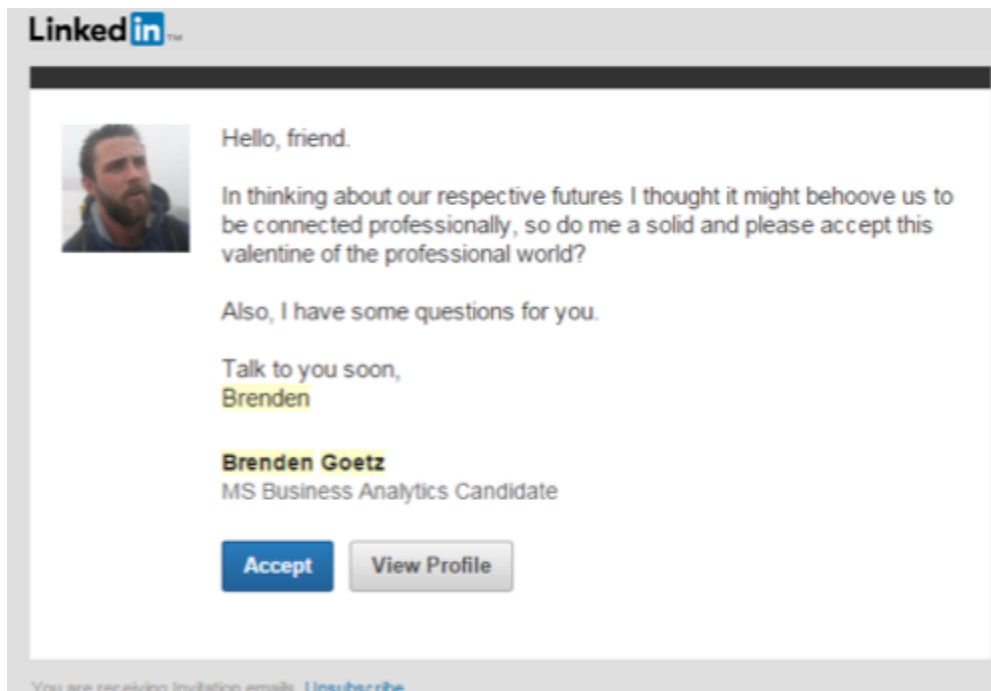 Linked in TM
Hello, friend.
In thinking about our respective futures I thought it might behoove us to
be connected professionally, so do me a solid and please accept this
valentine of the professional world?
Also, I have some questions for you.
Talk to you soon,
Brenden
Brenden Goetz
MS Business Analytics Candidate
Accept View Profile
You are receiving Invitation emails. Unsubscribe